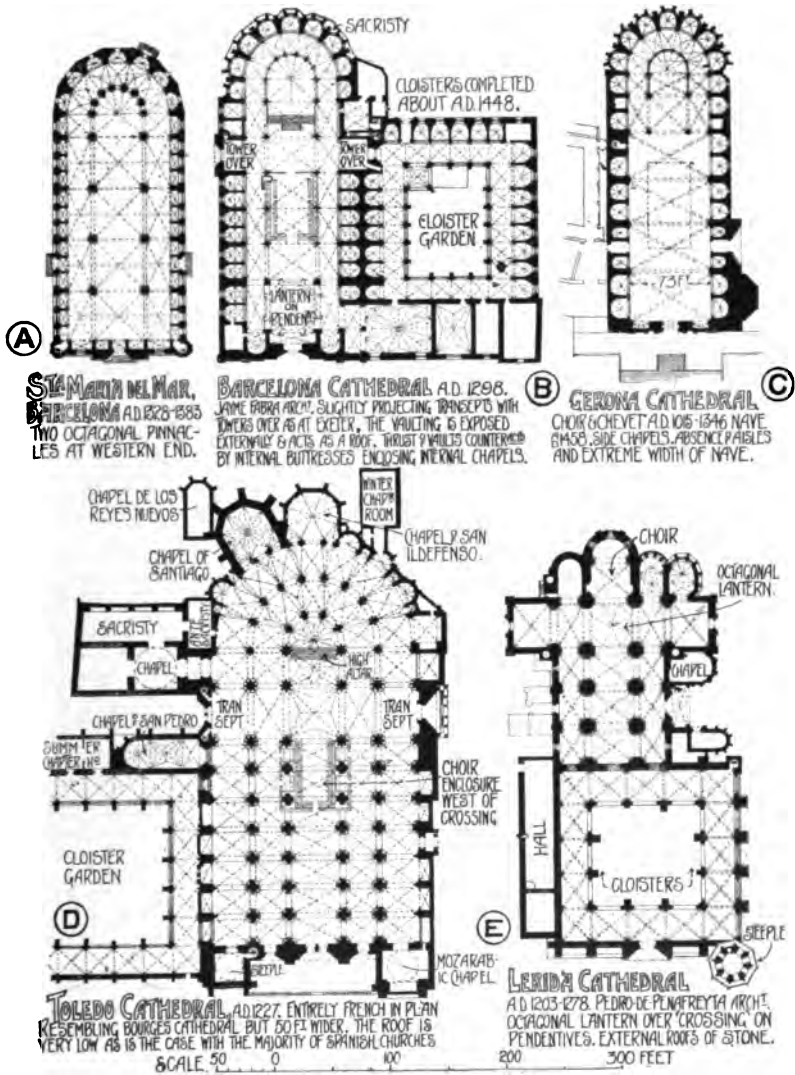 SACRISTY
CLOISTERS COMPLETED
ABOUT A.D. 1448.
TOWER
OVER
TOWER
OVER
CLOISTER
GARDEN
LANTERN
ON
PENDENTVS
73 FT
A
B
C
STA MARIA DEL MAR,
BARCELONA A.D. 1328-1383
TWO OCTAGONAL PINNAC-
LES AT WESTERN END.
BARCELONA CATHEDRAL A.D. 1298.
JAYME FABRA ARCHT. SLIGHTLY PROJECTING TRANSEPTS WITH
TOWERS OVER AS AT EXETER, THE VAULTING IS EXPOSED
EXTERNALLY & ACTS AS A ROOF, THRUST OF VAULTS COUNTERACTED
BY INTERNAL BUTTRESSES ENCLOSING INTERNAL CHAPELS.
GERONA CATHEDRAL
CHOIR & CHEVET A.D. 1316-1346 NAVE
1458, SIDE CHAPELS, ABSENCE OF AISLES
AND EXTREME WIDTH OF NAVE.
CHAPEL DE LOS
REYES NUEVOS
CHAPEL OF
SANTIAGO
WINTER
CHAPR
ROOM
CHAPEL OF SAN
ILDEFENSO.
SACRISTY
ANTE
SACRISTY
CHAPEL
HIGH
ALTAR
TRAN
SEPT
TRAN
SEPT
CHAPEL OF SAN PEDRO
SUMMER
CHAPTER HO
CHOIR
ENCLOSURE
WEST OF
CROSSING
CLOISTER
GARDEN
D
STEEPLE
MOZARAB-
IC CHAPEL
TOLEDO CATHEDRAL A.D. 1227. ENTIRELY FRENCH IN PLAN
RESEMBLING BOURGES CATHEDRAL BUT 50 FT WIDER, THE ROOF IS
VERY LOW AS IS THE CASE WITH THE MAJORITY OF SPANISH CHURCHES
CHOIR
OCTAGONAL
LANTERN.
CHAPEL
HALL
CLOISTERS
E
STEEPLE
LERIDA CATHEDRAL
A.D. 1203-1278. PEDRO-DE-PENAFREYTA ARCHT.
OCTAGONAL LANTERN OVER CROSSING ON
PENDENTIVES. EXTERNAL ROOFS OF STONE.
SCALE. 50 0 100 200 300 FEET